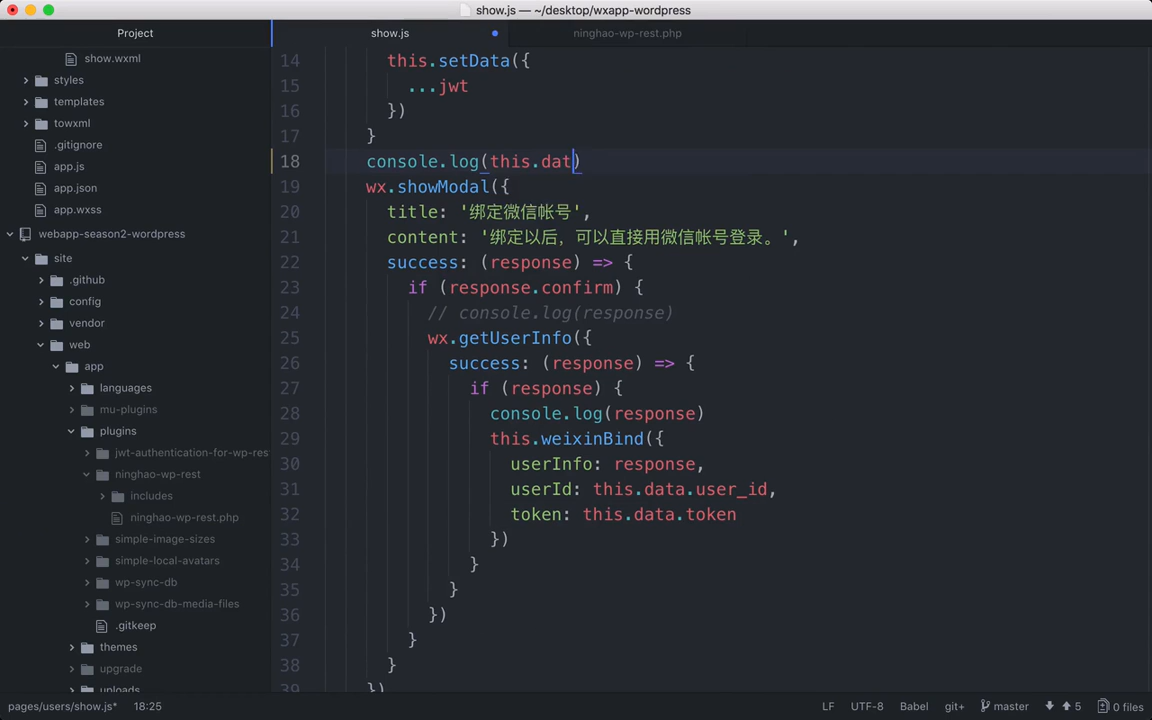 show.js — ~/desktop/wxapp-wordpress
Project
show.js
ninghao-wp-rest.php
show.wxml
styles
templates
towxml
.gitignore
app.js
app.json
app.wxss
webapp-season2-wordpress
site
.github
config
vendor
web
app
languages
mu-plugins
plugins
jwt-authentication-for-wp-res
ninghao-wp-rest
includes
ninghao-wp-rest.php
simple-image-sizes
simple-local-avatars
wp-sync-db
wp-sync-db-media-files
.gitkeep
themes
upgrade
uploads
14 this.setData({
15 ...jwt
16 })
17 }
18 console.log(this.dat)
19 wx.showModal({
20 title: '绑定微信帐号',
21 content: '绑定以后，可以直接用微信帐号登录。',
22 success: (response) => {
23 if (response.confirm) {
24 // console.log(response)
25 wx.getUserInfo({
26 success: (response) => {
27 if (response) {
28 console.log(response)
29 this.weixinBind({
30 userInfo: response,
31 userId: this.data.user_id,
32 token: this.data.token
33 })
34 }
35 }
36 })
37 }
38 }
39 })
pages/users/show.js* 18:25
LF UTF-8 Babel git+ master 5 0 files